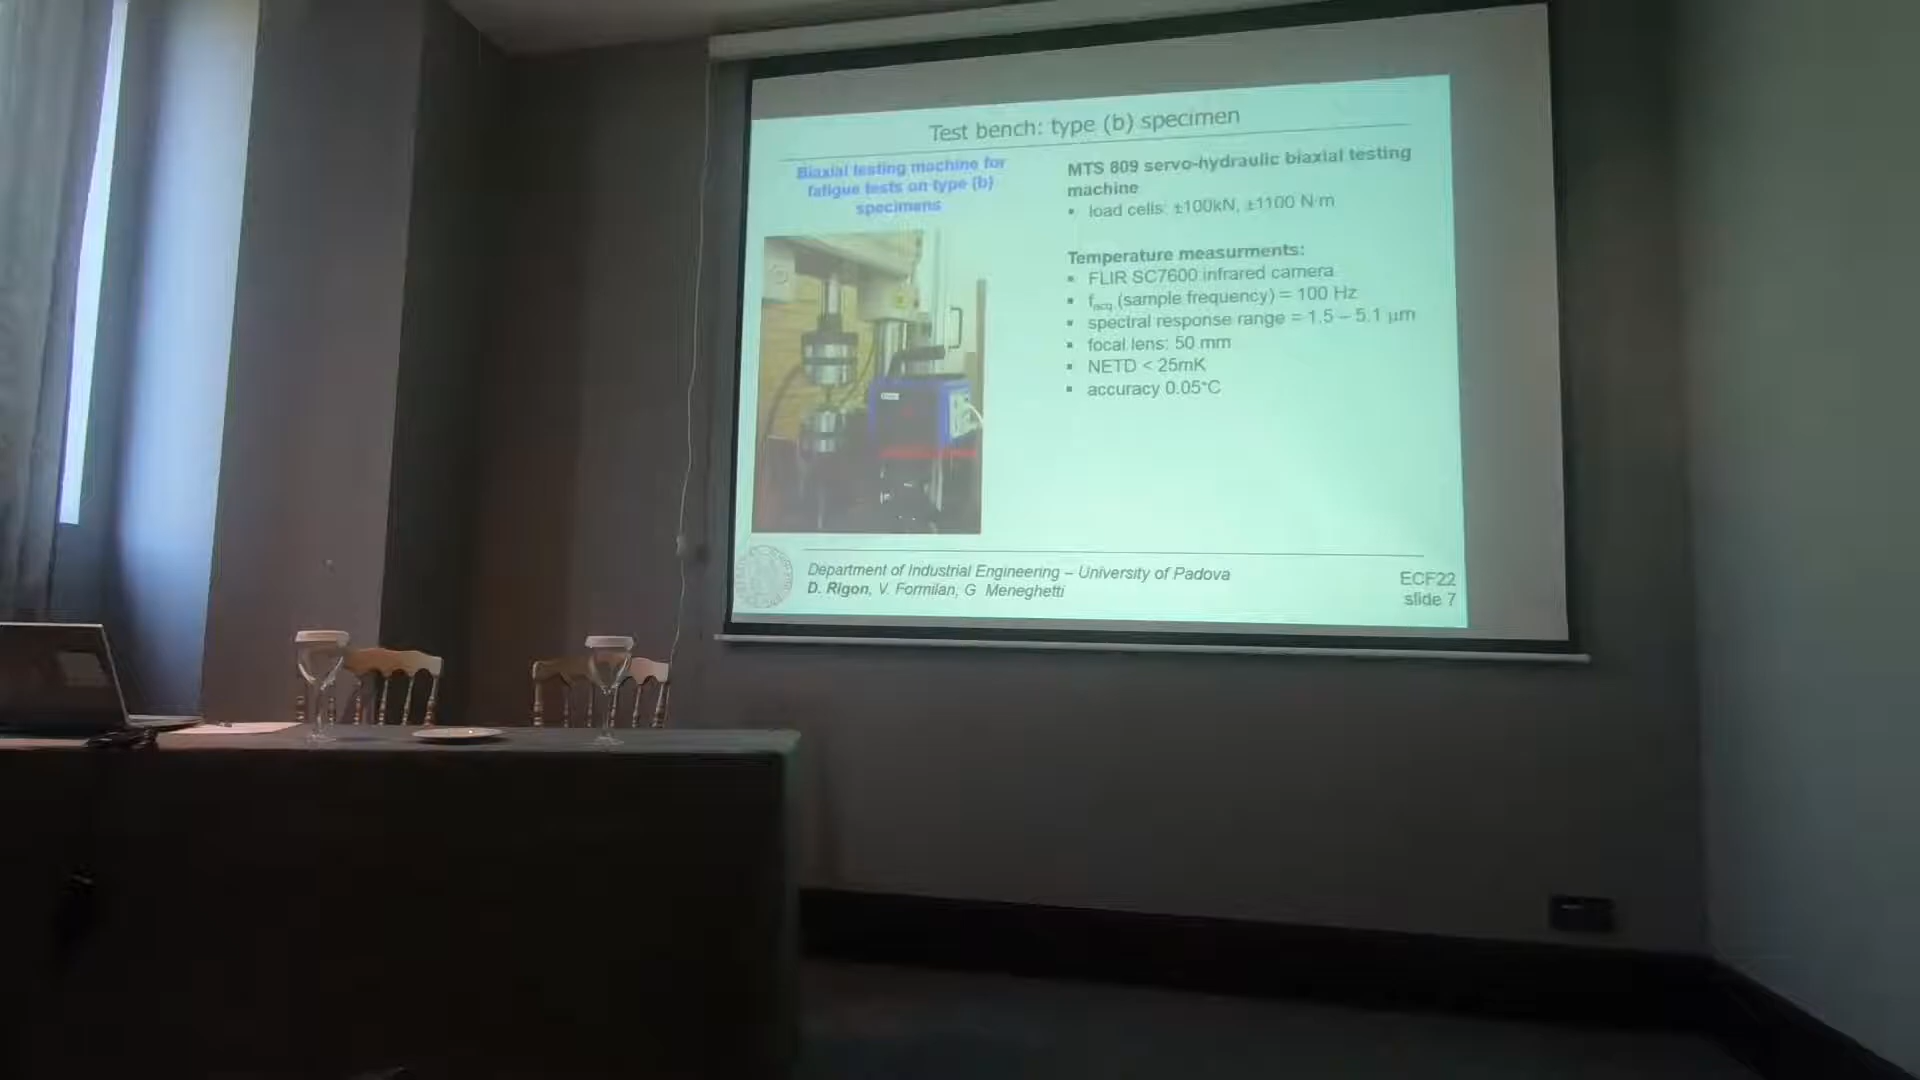 Test bench: type (b) specimen
Biaxial testing machine for
fatigue tests on type (b)
specimens
MTS 809 servo-hydraulic biaxial testing
machine
▪ load cells: ±100kN, ±1100 N·m
Temperature measurments:
▪ FLIR SC7600 infrared camera
▪ facq (sample frequency) = 100 Hz
▪ spectral response range = 1.5 – 5.1 μm
▪ focal lens: 50 mm
▪ NETD < 25mK
▪ accuracy 0.05°C
Department of Industrial Engineering – University of Padova
D. Rigon, V. Formilan, G. Meneghetti
ECF22
slide 7